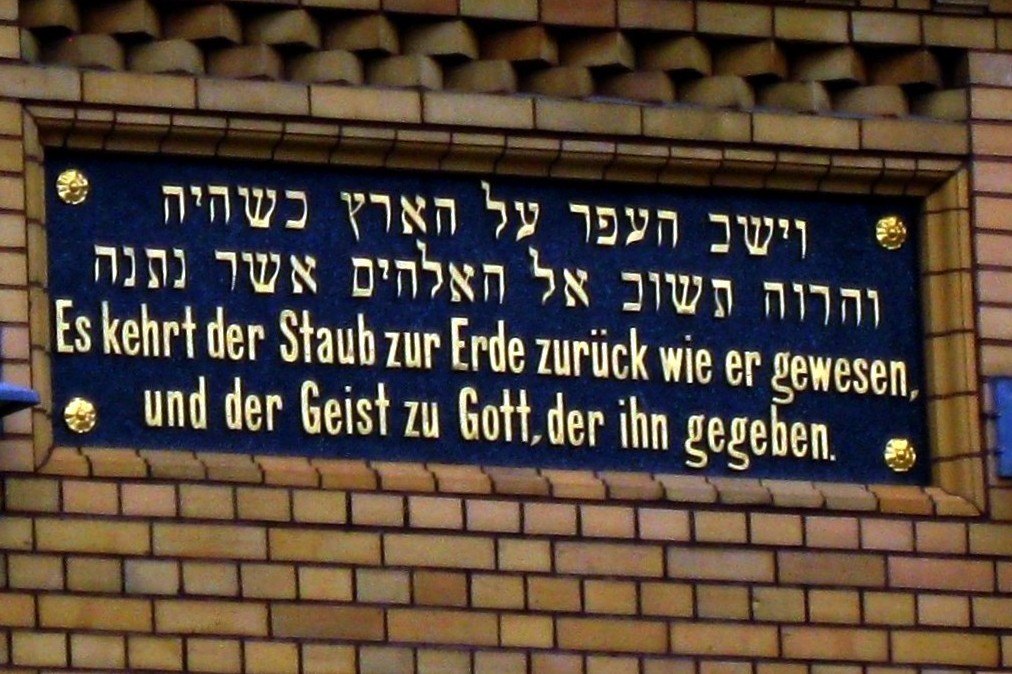 וישב העפר על הארץ כשהיה
והרוח תשוב אל האלהים אשר נתנה
Es kehrt der Staub zur Erde zurück wie er gewesen,
und der Geist zu Gott, der ihn gegeben.